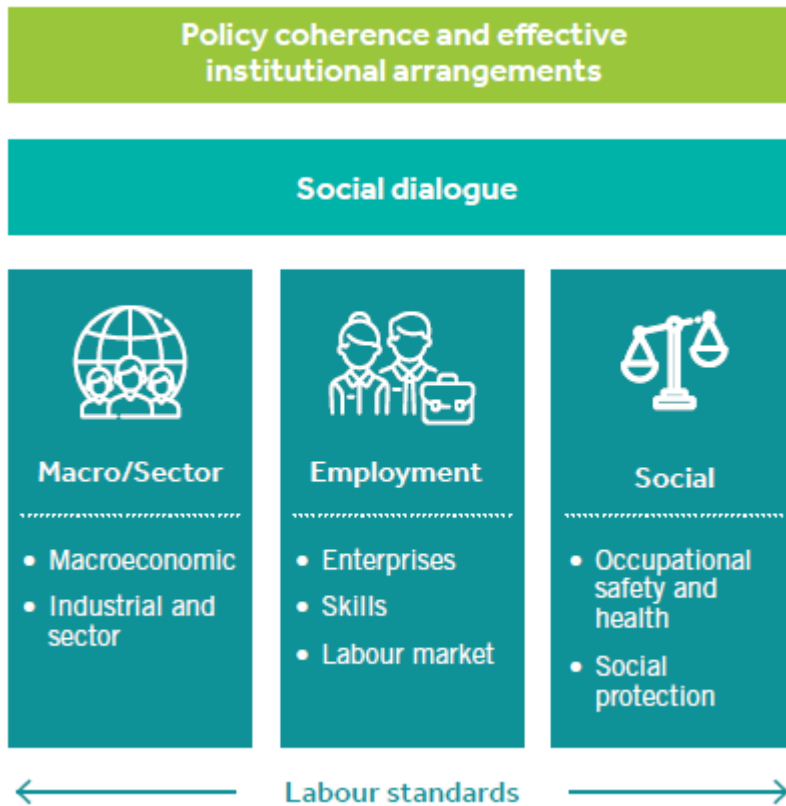 Policy coherence and effective
institutional arrangements
Social dialogue
Macro/Sector
• Macroeconomic
• Industrial and
sector
Employment
• Enterprises
• Skills
• Labour market
Social
• Occupational
safety and
health
• Social
protection
Labour standards